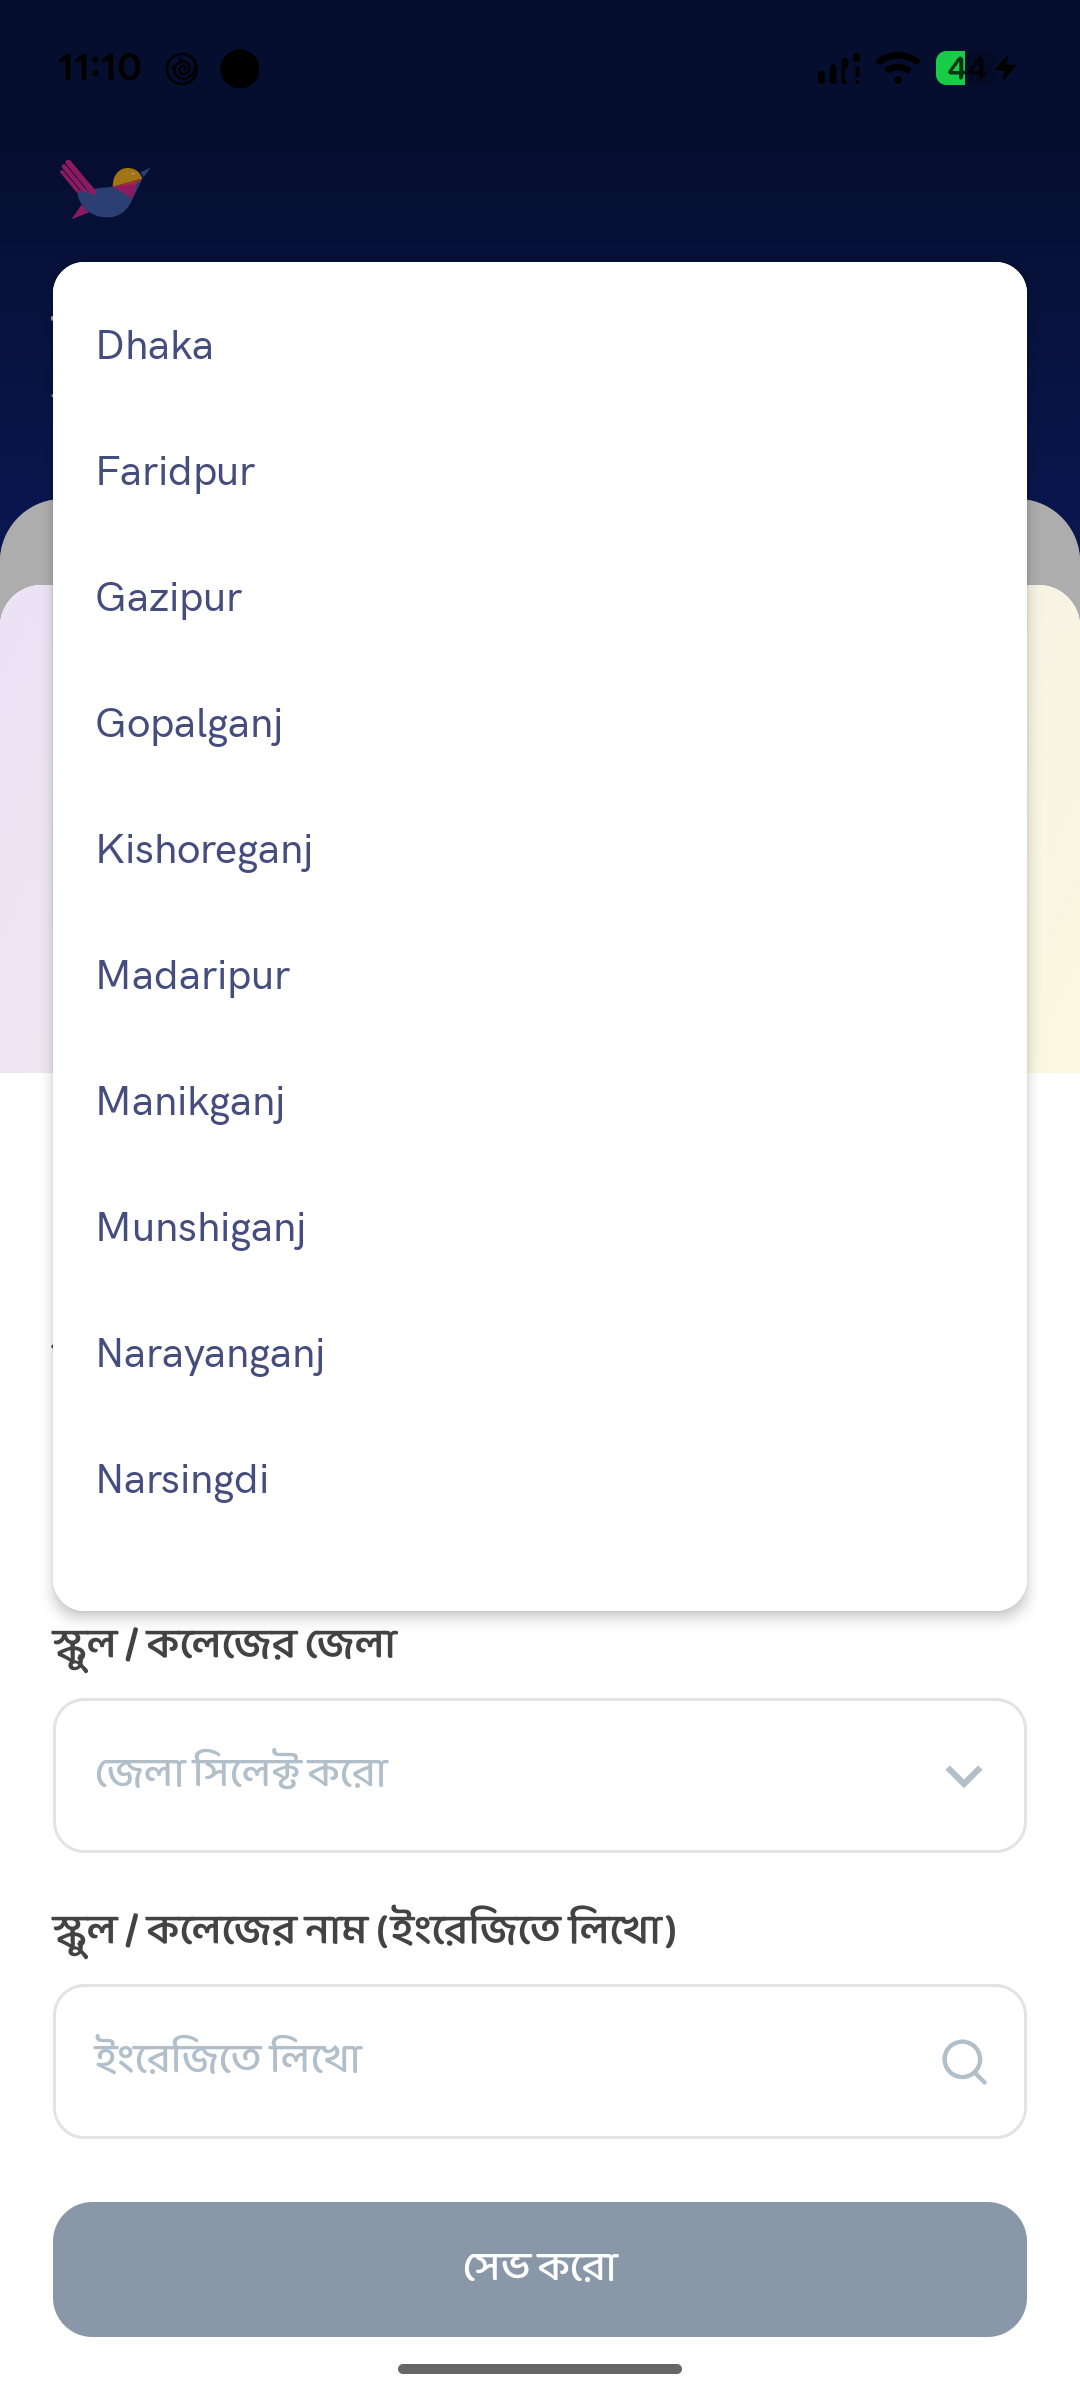 11:10
44
Dhaka
Faridpur
Gazipur
Gopalganj
Kishoreganj
Madaripur
Manikganj
Munshiganj
Narayanganj
Narsingdi
স্কুল / কলেজের জেলা
জেলা সিলেক্ট করো
স্কুল / কলেজের নাম (ইংরেজিতে লিখো)
ইংরেজিতে লিখো
সেভ করো